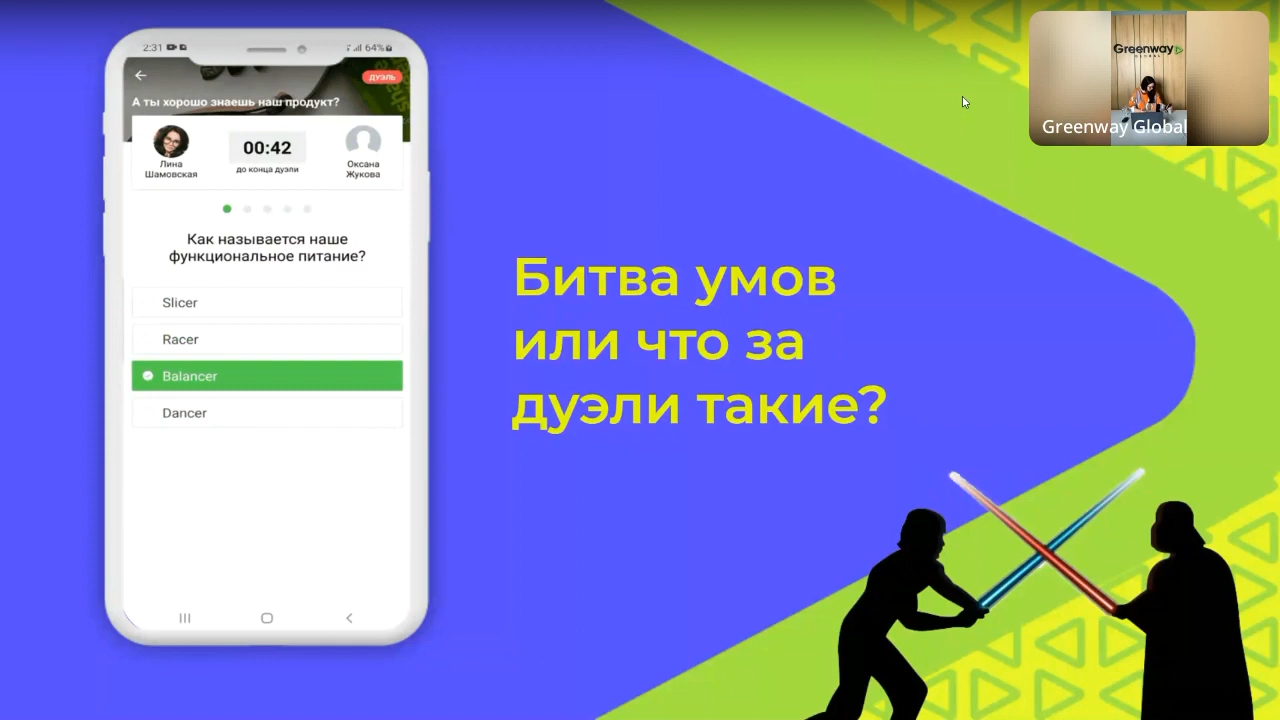 2:31
64%
дуэль
А ты хорошо знаешь наш продукт?
00:42
до конца дуэли
Лина
Шамовская
Оксана
Жукова
Как называется наше
функциональное питание?
Slicer
Racer
Balancer
Dancer
Битва умов
или что за
дуэли такие?
Greenway
GLOBAL
Greenway Global